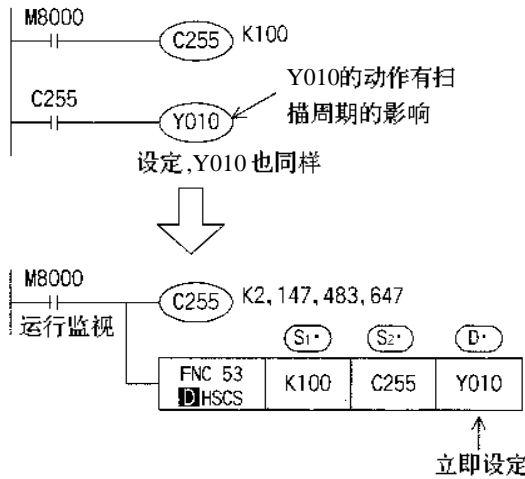 M8000
C255 K100
C255
Y010
Y010的动作有扫
描周期的影响
设定,Y010也同样
M8000
C255 K2,147,483,647
运行监视
S1· S2· D·
FNC 53
D HSCS
K100 C255 Y010
立即设定